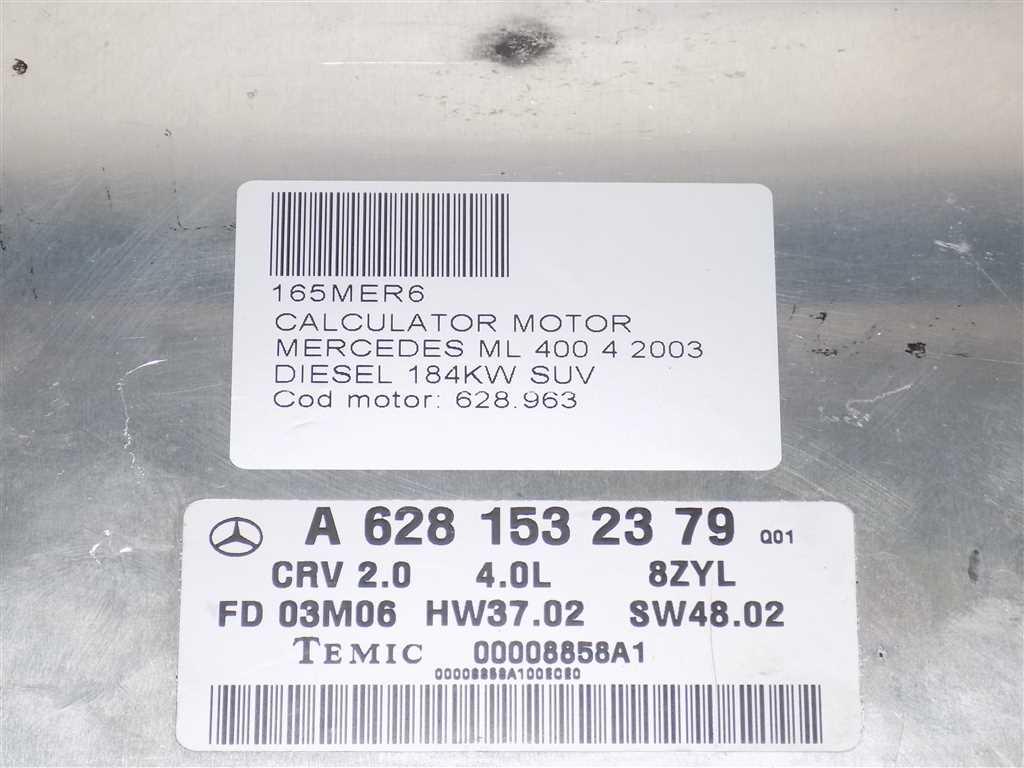 165MER6
CALCULATOR MOTOR
MERCEDES ML 400 4 2003
DIESEL 184KW SUV
Cod motor: 628.963
A 628 153 23 79 Q01
CRV 2.0 4.0L 8ZYL
FD 03M06 HW37.02 SW48.02
TEMIC 00008858A1